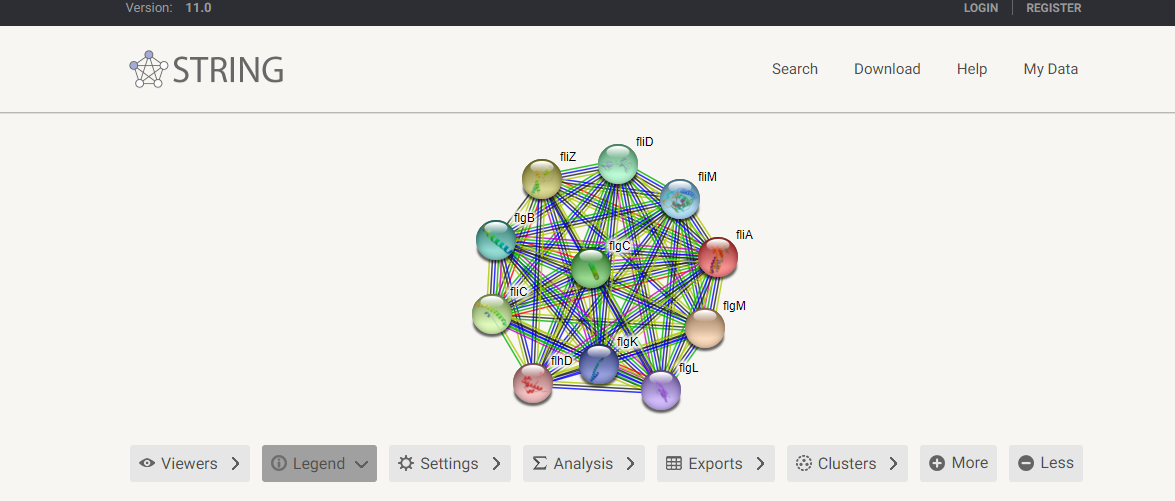 Version: 11.0 LOGIN REGISTER
STRING Search Download Help My Data
fliD
fliZ
fliM
flgB
fliA
flgC
fliC
flgM
flgK
flhD
flgL
Viewers Legend Settings Analysis Exports Clusters More Less